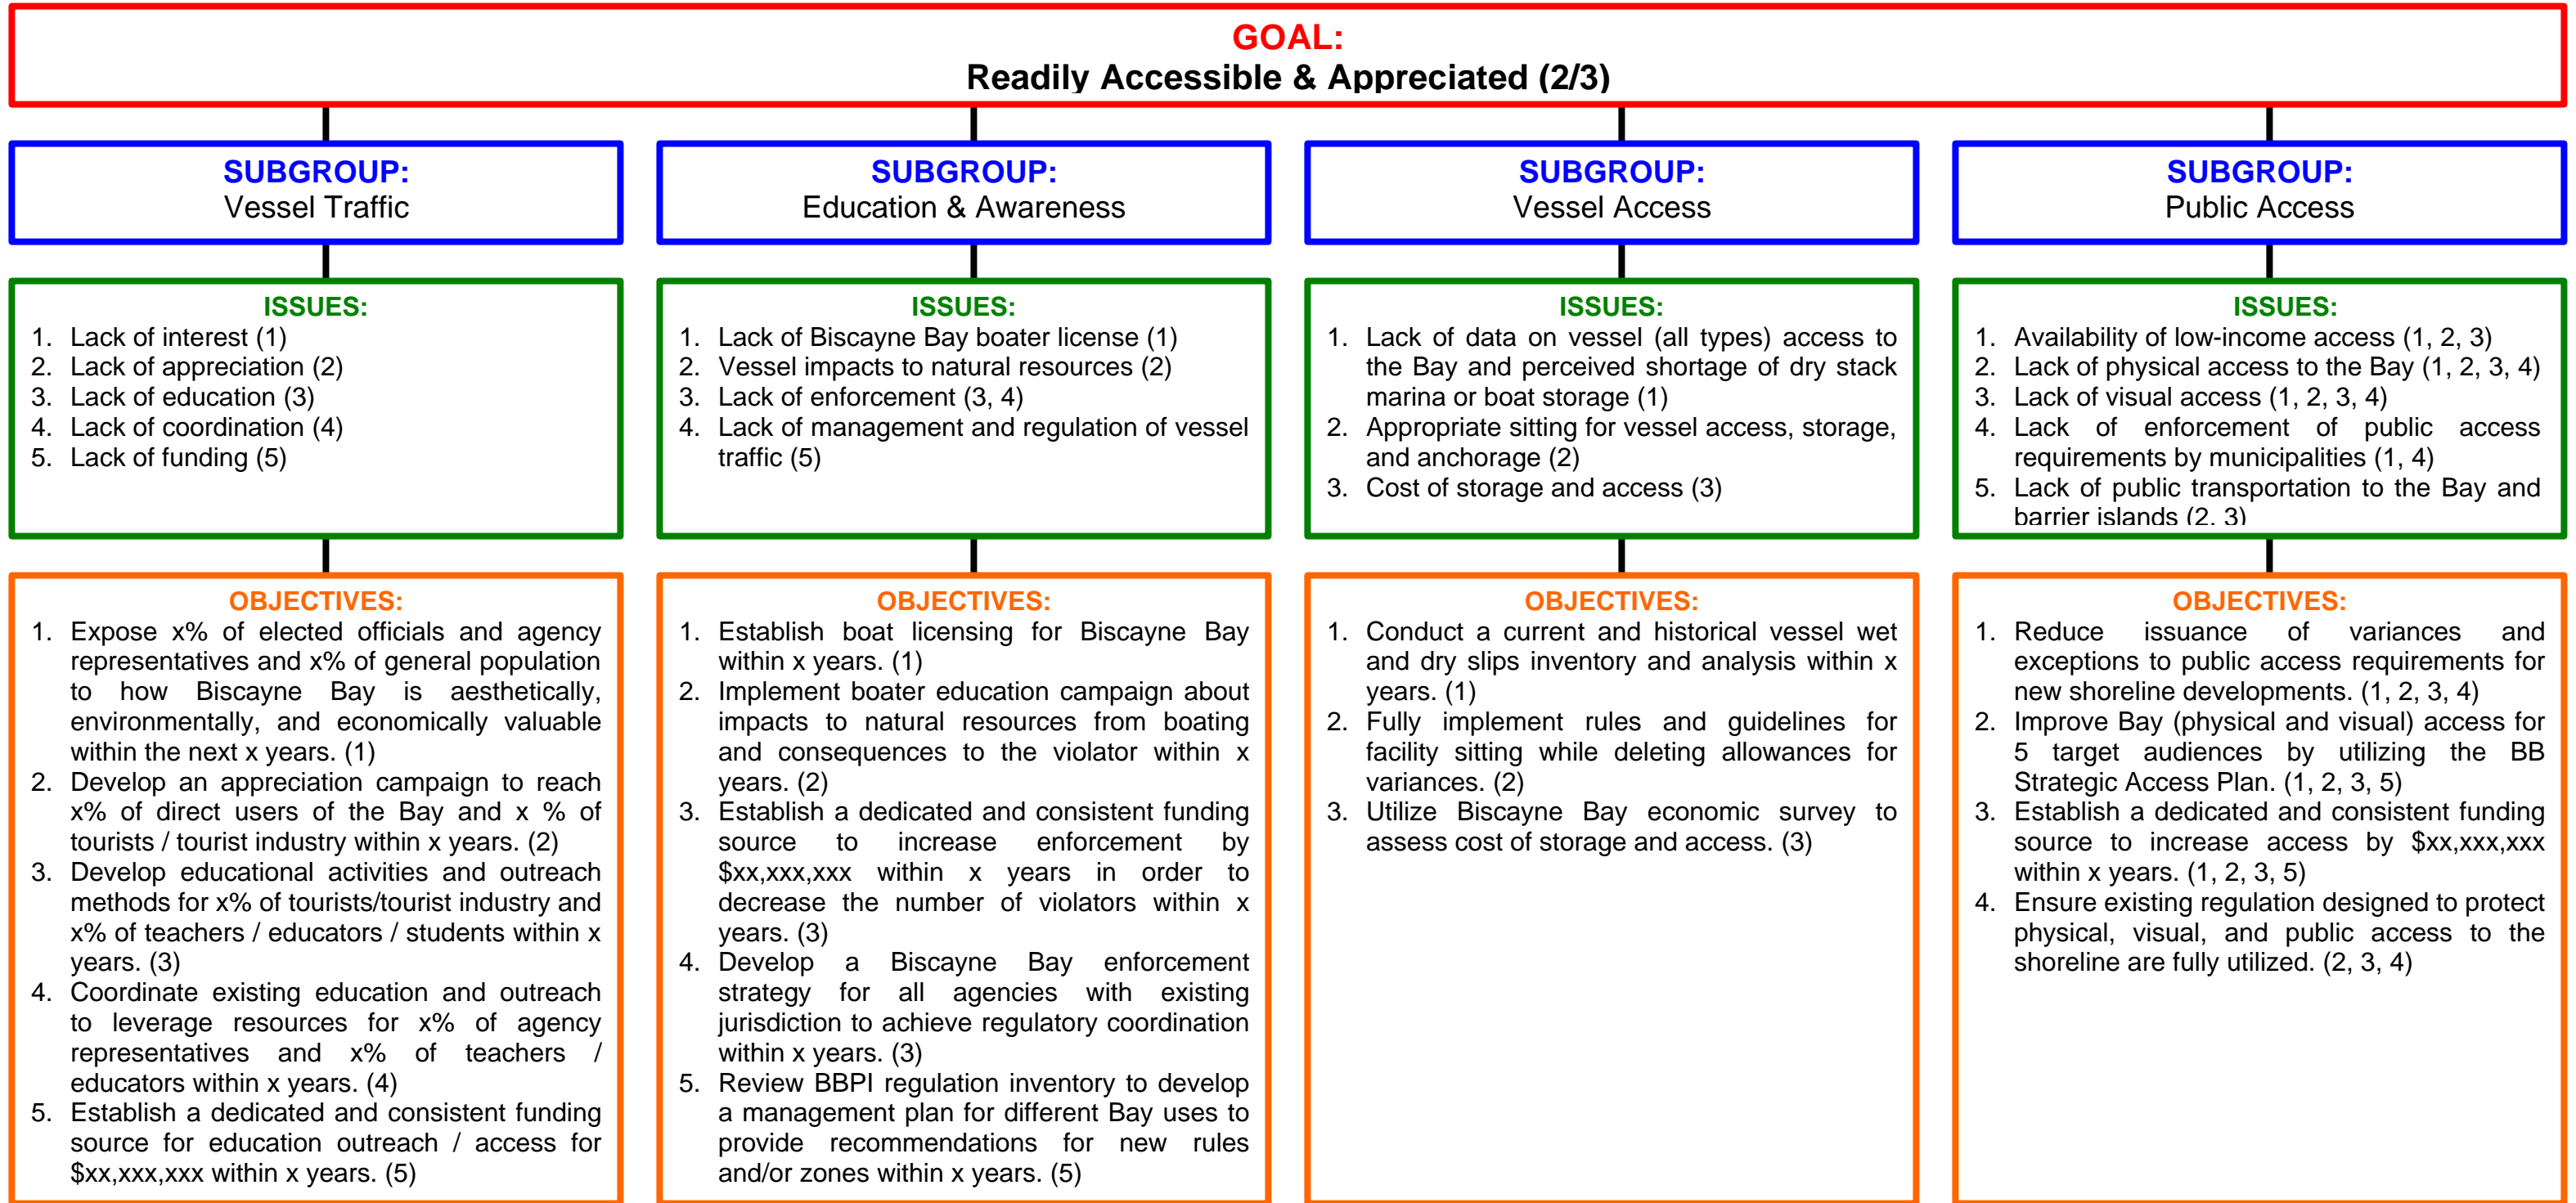 GOAL:
Readily Accessible & Appreciated (2/3)
SUBGROUP:
Vessel Traffic
ISSUES:
1. Lack of interest (1)
2. Lack of appreciation (2)
3. Lack of education (3)
4. Lack of coordination (4)
5. Lack of funding (5)
OBJECTIVES:
1. Expose x% of elected officials and agency
representatives and x% of general population
to how Biscayne Bay is aesthetically,
environmentally, and economically valuable
within the next x years. (1)
2. Develop an appreciation campaign to reach
x% of direct users of the Bay and x % of
tourists / tourist industry within x years. (2)
3. Develop educational activities and outreach
methods for x% of tourists/tourist industry and
x% of teachers / educators / students within x
years. (3)
4. Coordinate existing education and outreach
to leverage resources for x% of agency
representatives and x% of teachers /
educators within x years. (4)
5. Establish a dedicated and consistent funding
source for education outreach / access for
$xx,xxx,xxx within x years. (5)
SUBGROUP:
Education & Awareness
ISSUES:
1. Lack of Biscayne Bay boater license (1)
2. Vessel impacts to natural resources (2)
3. Lack of enforcement (3, 4)
4. Lack of management and regulation of vessel
traffic (5)
OBJECTIVES:
1. Establish boat licensing for Biscayne Bay
within x years. (1)
2. Implement boater education campaign about
impacts to natural resources from boating
and consequences to the violator within x
years. (2)
3. Establish a dedicated and consistent funding
source to increase enforcement by
$xx,xxx,xxx within x years in order to
decrease the number of violators within x
years. (3)
4. Develop a Biscayne Bay enforcement
strategy for all agencies with existing
jurisdiction to achieve regulatory coordination
within x years. (3)
5. Review BBPI regulation inventory to develop
a management plan for different Bay uses to
provide recommendations for new rules
and/or zones within x years. (5)
SUBGROUP:
Vessel Access
ISSUES:
1. Lack of data on vessel (all types) access to
the Bay and perceived shortage of dry stack
marina or boat storage (1)
2. Appropriate sitting for vessel access, storage,
and anchorage (2)
3. Cost of storage and access (3)
OBJECTIVES:
1. Conduct a current and historical vessel wet
and dry slips inventory and analysis within x
years. (1)
2. Fully implement rules and guidelines for
facility sitting while deleting allowances for
variances. (2)
3. Utilize Biscayne Bay economic survey to
assess cost of storage and access. (3)
SUBGROUP:
Public Access
ISSUES:
1. Availability of low-income access (1, 2, 3)
2. Lack of physical access to the Bay (1, 2, 3, 4)
3. Lack of visual access (1, 2, 3, 4)
4. Lack of enforcement of public access
requirements by municipalities (1, 4)
5. Lack of public transportation to the Bay and
barrier islands (2, 3)
OBJECTIVES:
1. Reduce issuance of variances and
exceptions to public access requirements for
new shoreline developments. (1, 2, 3, 4)
2. Improve Bay (physical and visual) access for
5 target audiences by utilizing the BB
Strategic Access Plan. (1, 2, 3, 5)
3. Establish a dedicated and consistent funding
source to increase access by $xx,xxx,xxx
within x years. (1, 2, 3, 5)
4. Ensure existing regulation designed to protect
physical, visual, and public access to the
shoreline are fully utilized. (2, 3, 4)